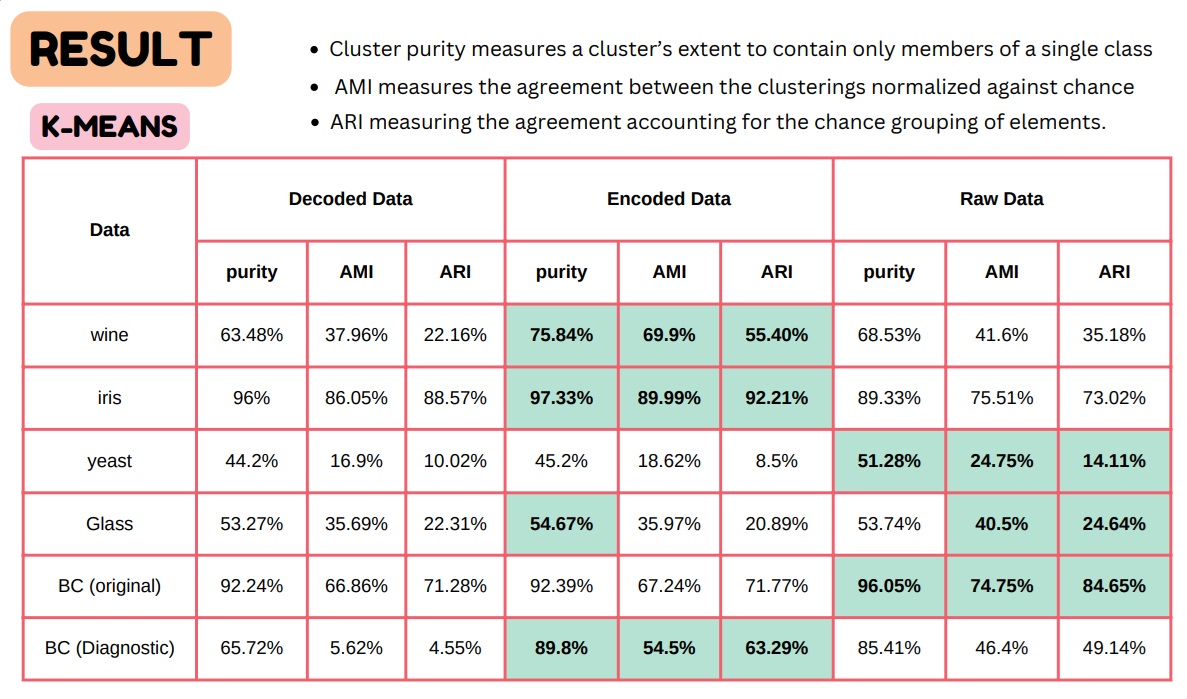 RESULT
• Cluster purity measures a cluster’s extent to contain only members of a single class
• AMI measures the agreement between the clusterings normalized against chance
K-MEANS
• ARI measuring the agreement accounting for the chance grouping of elements.
Data Decoded Data Encoded Data Raw Data
purity AMI ARI purity AMI ARI purity AMI ARI
wine 63.48% 37.96% 22.16% 75.84% 69.9% 55.40% 68.53% 41.6% 35.18%
iris 96% 86.05% 88.57% 97.33% 89.99% 92.21% 89.33% 75.51% 73.02%
yeast 44.2% 16.9% 10.02% 45.2% 18.62% 8.5% 51.28% 24.75% 14.11%
Glass 53.27% 35.69% 22.31% 54.67% 35.97% 20.89% 53.74% 40.5% 24.64%
BC (original) 92.24% 66.86% 71.28% 92.39% 67.24% 71.77% 96.05% 74.75% 84.65%
BC (Diagnostic) 65.72% 5.62% 4.55% 89.8% 54.5% 63.29% 85.41% 46.4% 49.14%